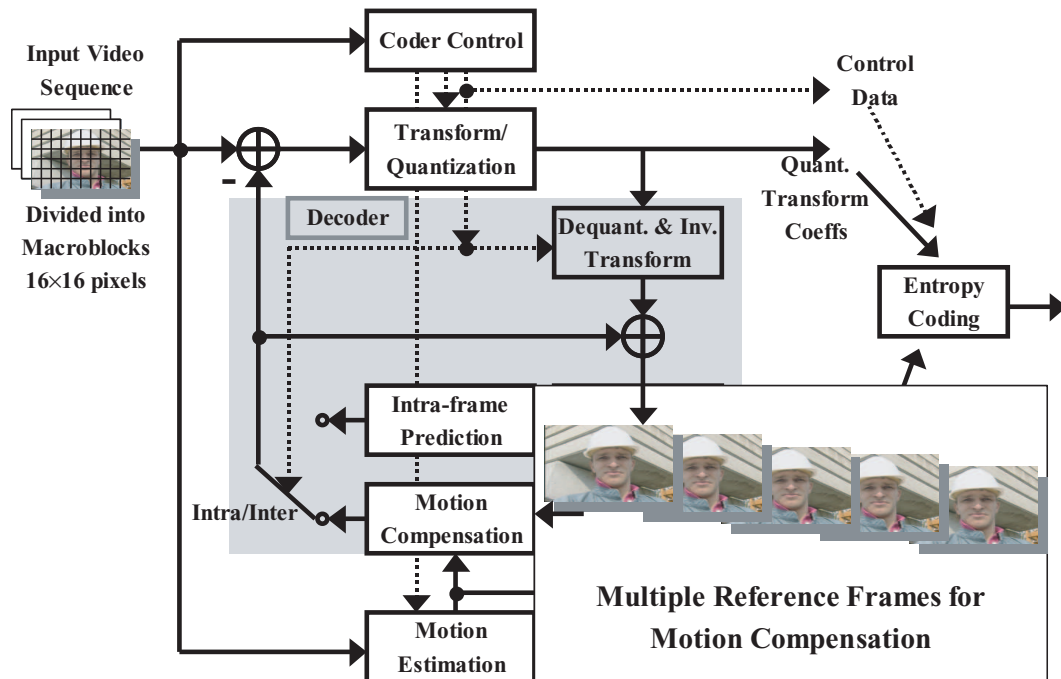 Input Video
Sequence
Divided into
Macroblocks
16×16 pixels
Coder Control
Transform/
Quantization
-
Decoder
Dequant. & Inv.
Transform
Control
Data
Quant.
Transform
Coeffs
Entropy
Coding
Intra-frame
Prediction
Intra/Inter
Motion
Compensation
Motion
Estimation
Multiple Reference Frames for
Motion Compensation